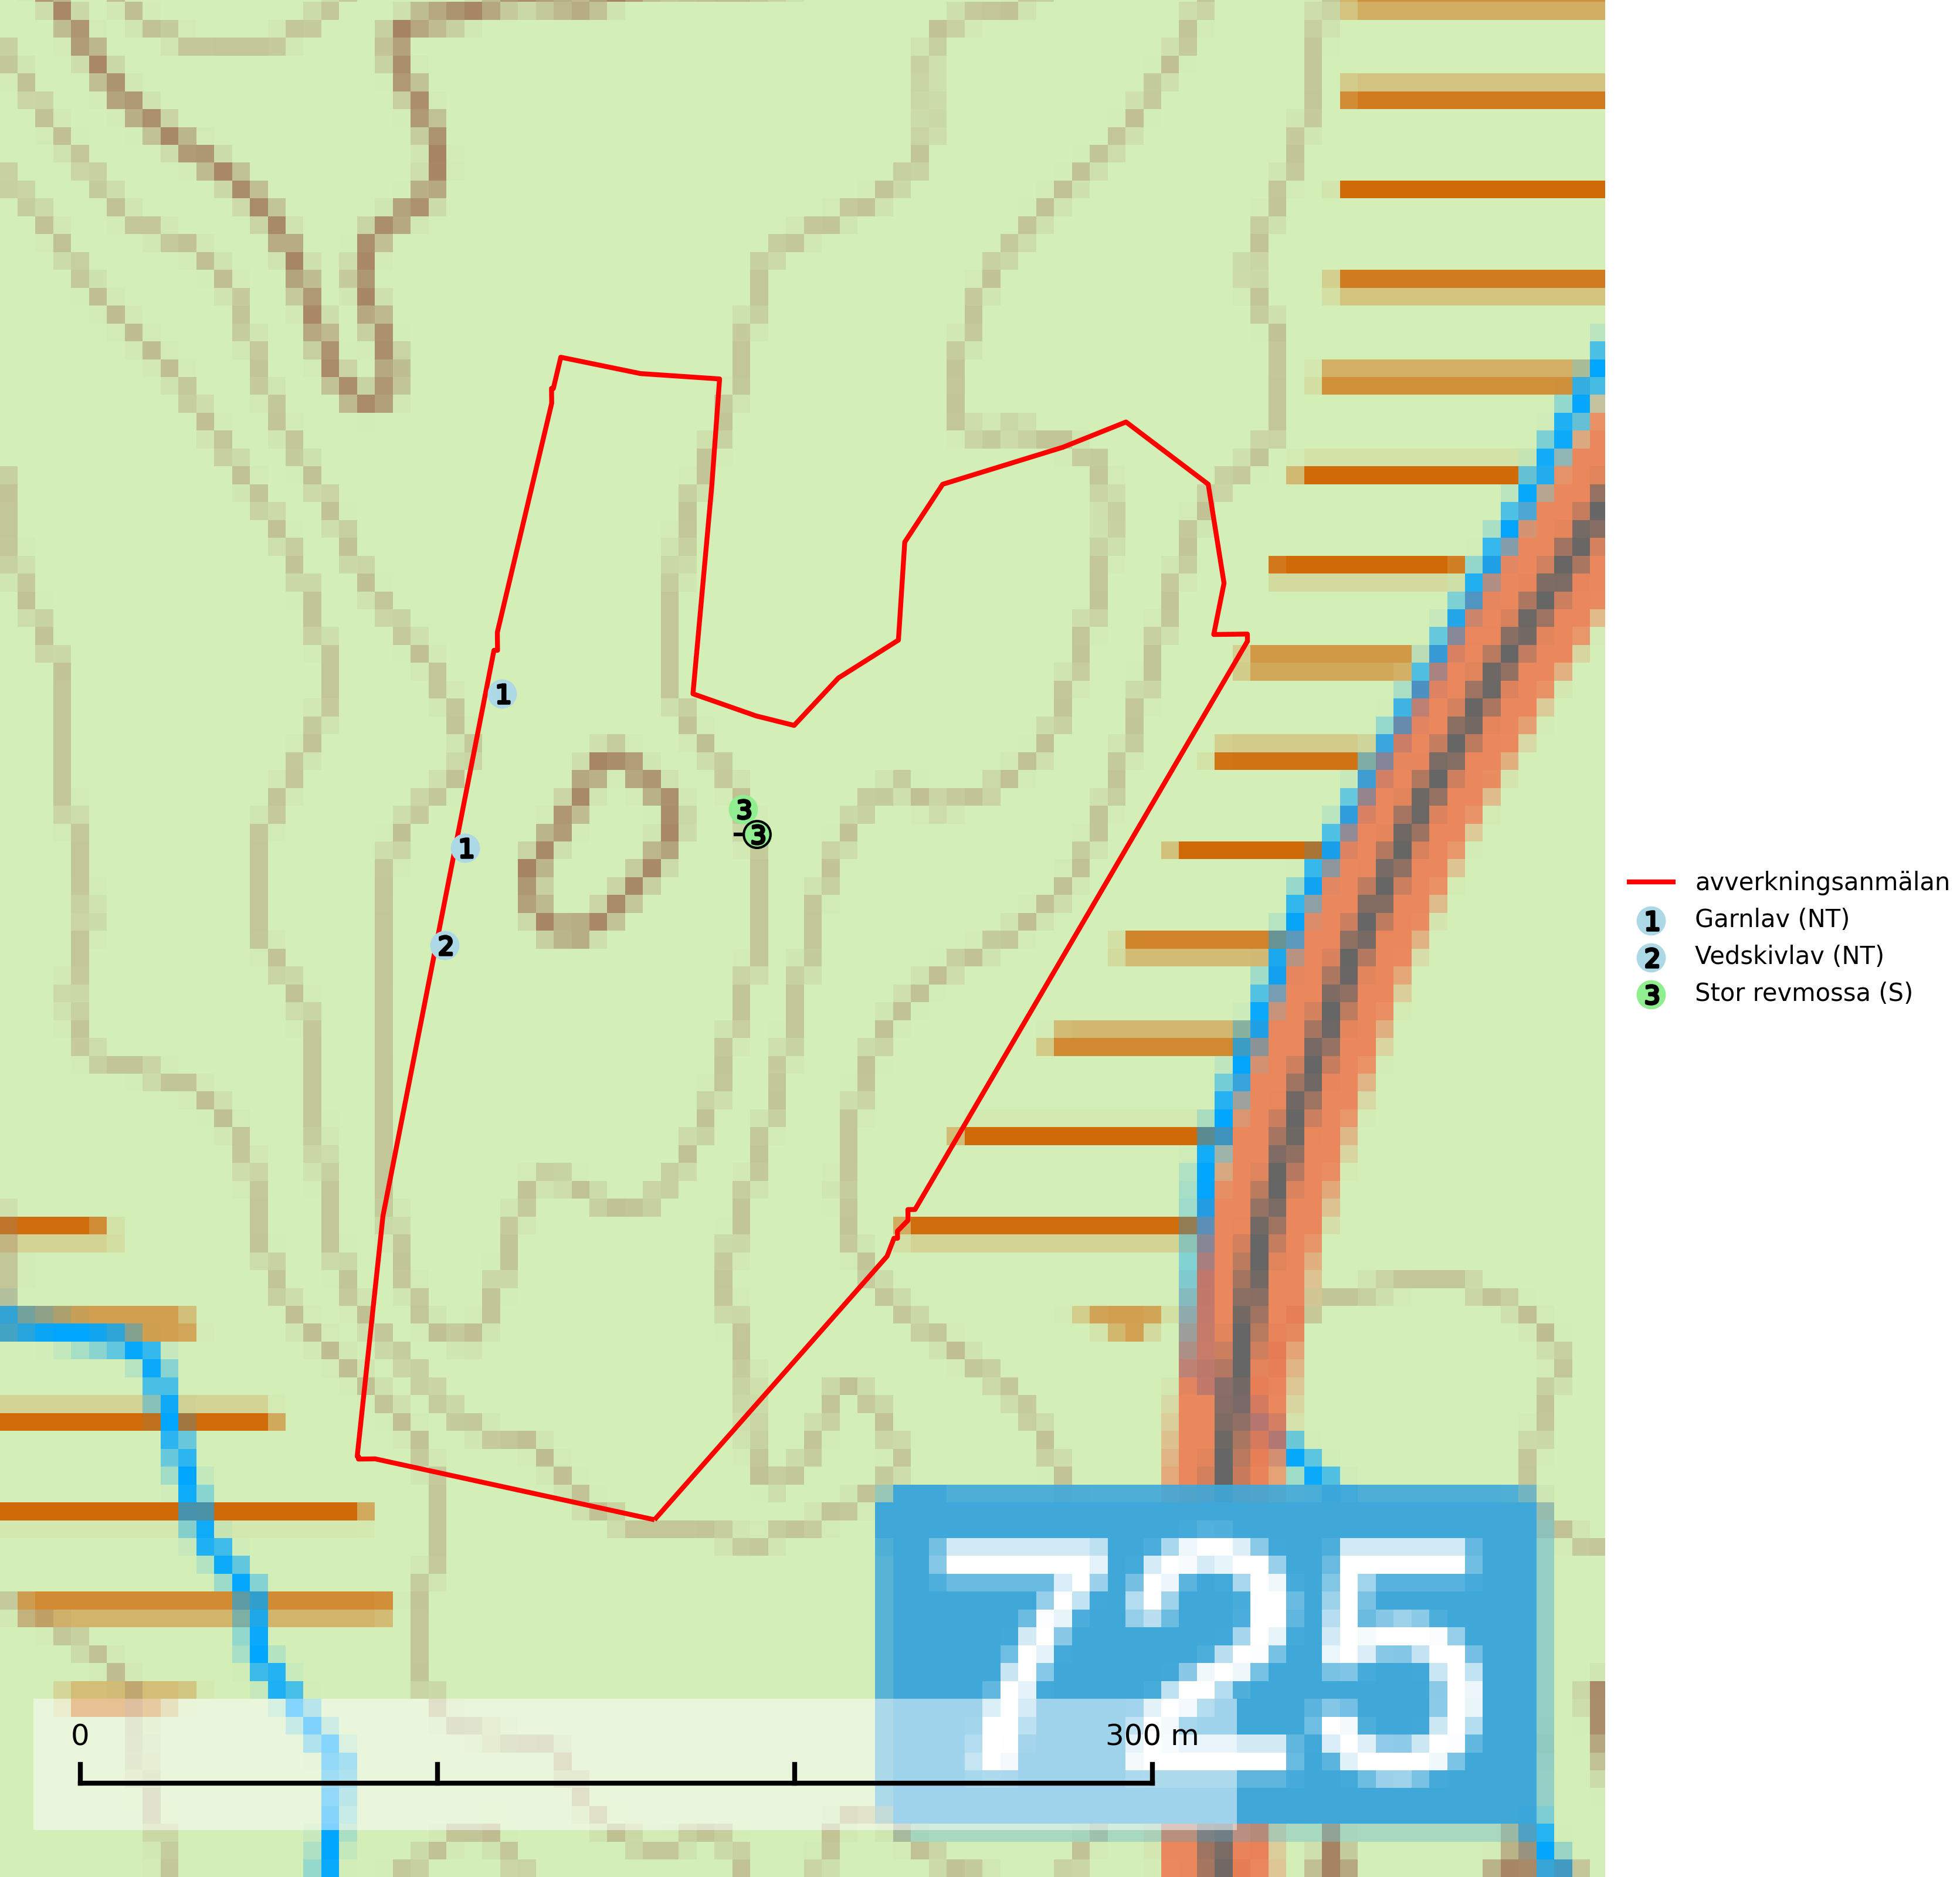 1
1
2
3
3
avverkningsanmälan
1 Garnlav (NT)
2 Vedskivlav (NT)
3 Stor revmossa (S)
725
0 300 m